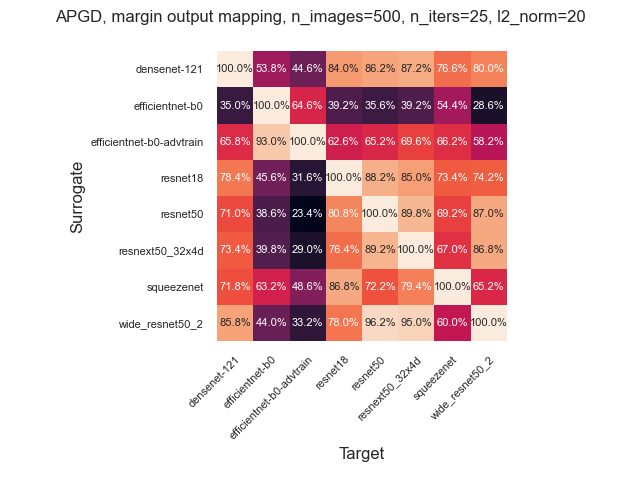 APGD, margin output mapping, n_images=500, n_iters=25, l2_norm=20
Surrogate
densenet-121 100.0% 53.8% 44.6% 84.0% 86.2% 87.2% 76.6% 80.0%
efficientnet-b0 35.0% 100.0% 64.6% 39.2% 35.6% 39.2% 54.4% 28.6%
efficientnet-b0-advtrain 65.8% 93.0% 100.0% 62.6% 65.2% 69.6% 66.2% 58.2%
resnet18 78.4% 45.6% 31.6% 100.0% 88.2% 85.0% 73.4% 74.2%
resnet50 71.0% 38.6% 23.4% 80.8% 100.0% 89.8% 69.2% 87.0%
resnext50_32x4d 73.4% 39.8% 29.0% 76.4% 89.2% 100.0% 67.0% 86.8%
squeezenet 71.8% 63.2% 48.6% 86.8% 72.2% 79.4% 100.0% 65.2%
wide_resnet50_2 85.8% 44.0% 33.2% 78.0% 96.2% 95.0% 60.0% 100.0%
densenet-121 efficientnet-b0 efficientnet-b0-advtrain resnet18 resnet50 resnext50_32x4d squeezenet wide_resnet50_2
Target